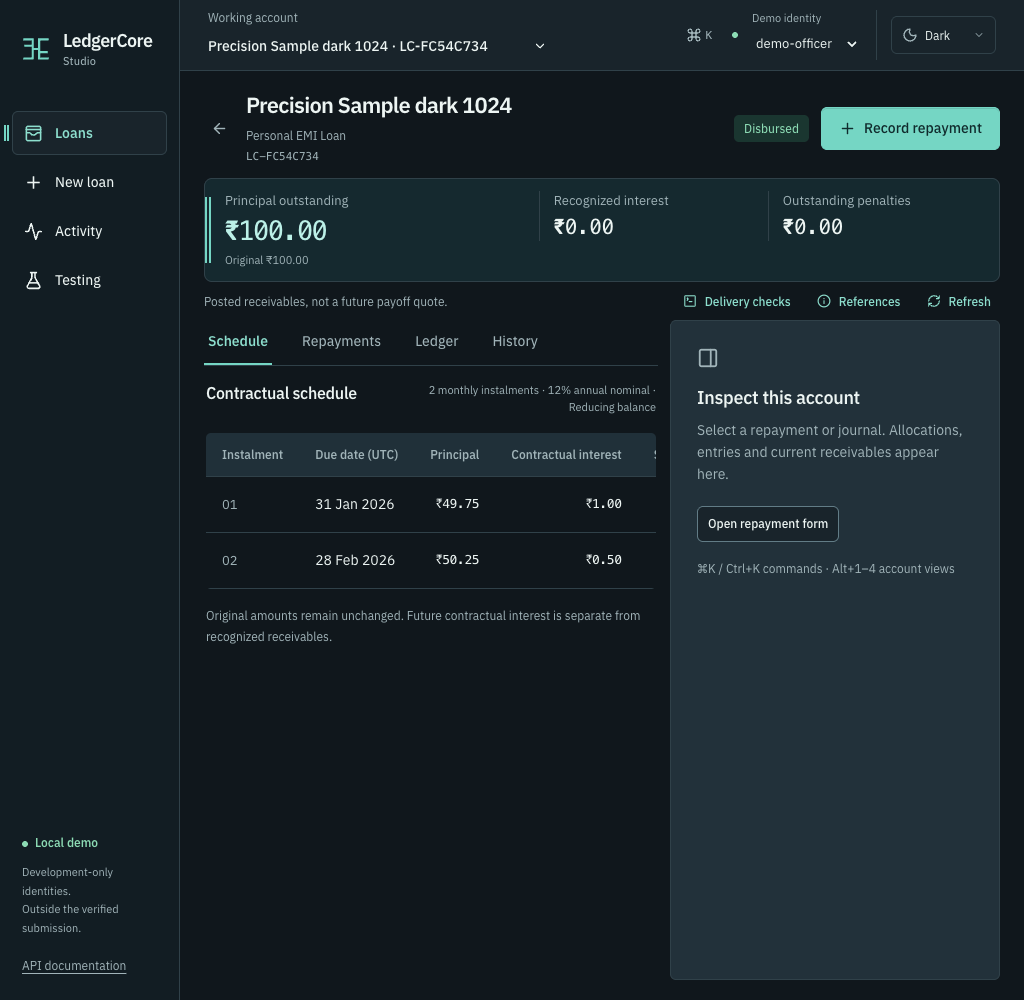 LedgerCore
Studio
Loans
New loan
Activity
Testing
Local demo
Development-only
identities.
Outside the verified
submission.
API documentation
Working account
Precision Sample dark 1024 · LC-FC54C734
⌘ K
Demo identity
demo-officer
Dark
Precision Sample dark 1024
Personal EMI Loan
LC-FC54C734
Disbursed
Record repayment
Principal outstanding
₹100.00
Original ₹100.00
Recognized interest
₹0.00
Outstanding penalties
₹0.00
Posted receivables, not a future payoff quote.
Delivery checks
References
Refresh
Schedule
Repayments
Ledger
History
Contractual schedule
2 monthly instalments · 12% annual nominal ·
Reducing balance
Instalment Due date (UTC) Principal Contractual interest
01 31 Jan 2026 ₹49.75 ₹1.00
02 28 Feb 2026 ₹50.25 ₹0.50
Original amounts remain unchanged. Future contractual interest is separate from
recognized receivables.
Inspect this account
Select a repayment or journal. Allocations,
entries and current receivables appear
here.
Open repayment form
⌘K / Ctrl+K commands · Alt+1–4 account views